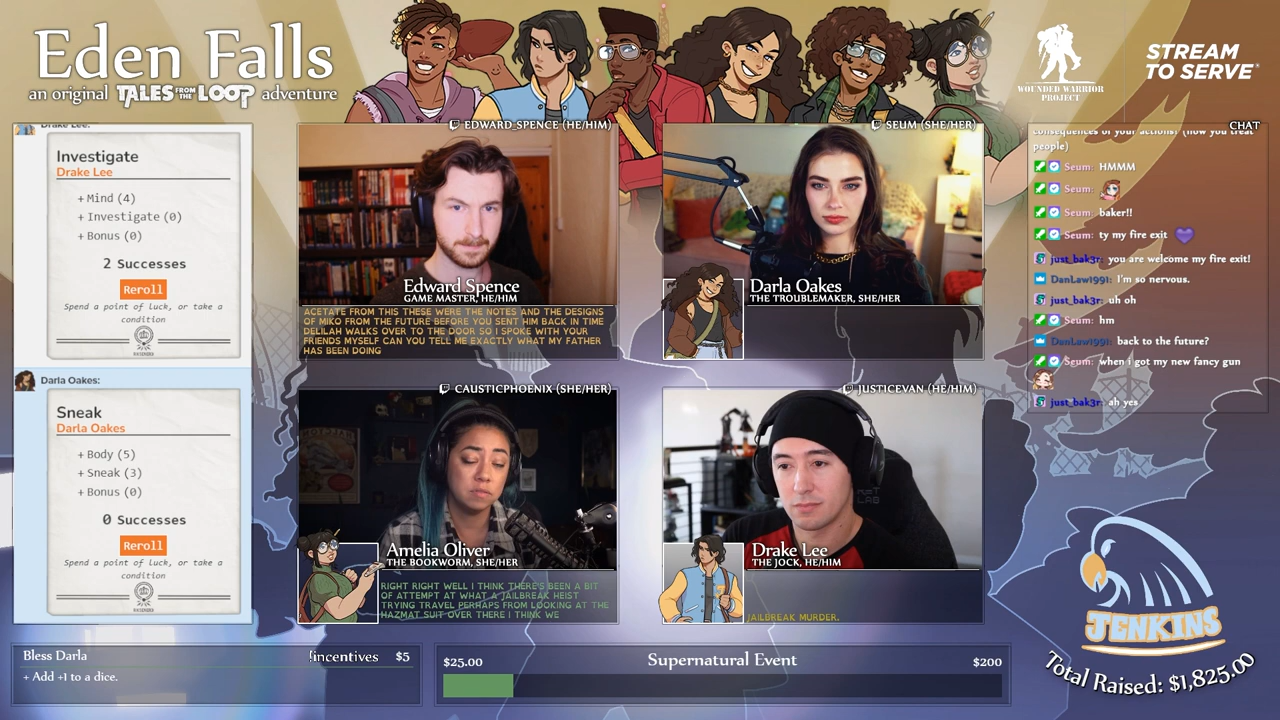 Eden Falls
an original TALES FROM THE LOOP adventure
WOUNDED WARRIOR
PROJECT
STREAM
TO SERVE
Drake Lee:
Investigate
Drake Lee
+ Mind (4)
+ Investigate (0)
+ Bonus (0)
2 Successes
Reroll
Spend a point of luck, or take a
condition
Darla Oakes:
Sneak
Darla Oakes
+ Body (5)
+ Sneak (3)
+ Bonus (0)
0 Successes
Reroll
Spend a point of luck, or take a
condition
EDWARD_SPENCE (HE/HIM)
Edward Spence
GAME MASTER, HE/HIM
ACETATE FROM THIS THESE WERE THE NOTES AND THE DESIGNS
OF MIKO FROM THE FUTURE BEFORE YOU SENT HIM BACK IN TIME
DELILAH WALKS OVER TO THE DOOR SO I SPOKE WITH YOUR
FRIENDS MYSELF CAN YOU TELL ME EXACTLY WHAT MY FATHER
HAS BEEN DOING
SEUM (SHE/HER)
Darla Oakes
THE TROUBLEMAKER, SHE/HER
CAUSTICPHOENIX (SHE/HER)
Amelia Oliver
THE BOOKWORM, SHE/HER
RIGHT RIGHT WELL I THINK THERE'S BEEN A BIT
OF ATTEMPT AT WHAT A JAILBREAK HEIST
TRYING TRAVEL PERHAPS FROM LOOKING AT THE
HAZMAT SUIT OVER THERE I THINK WE
JUSTICEVAN (HE/HIM)
Drake Lee
THE JOCK, HE/HIM
JAILBREAK MURDER.
CHAT
consequences of your actions! (how you treat
people)
Seum: HMMM
Seum:
Seum: baker!!
Seum: ty my fire exit
just_bak3r: you are welcome my fire exit!
DanLaw1991: I'm so nervous.
just_bak3r: uh oh
Seum: hm
DanLaw1991: back to the future?
Seum: when i got my new fancy gun
just_bak3r: ah yes
JENKINS
Total Raised: $1,825.00
Bless Darla
!incentives $5
+ Add +1 to a dice.
$25.00
Supernatural Event
$200